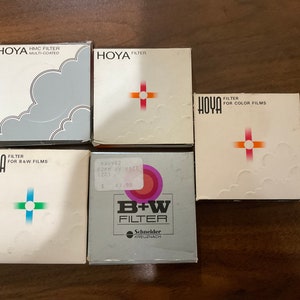 HOYA HMC FILTER
MULTI-COATED
HOYA FILTER
HOYA FILTER
FOR COLOR FILMS
A FILTER
FOR B&W FILMS
B+W
FILTER
Schneider
KREUZNACH